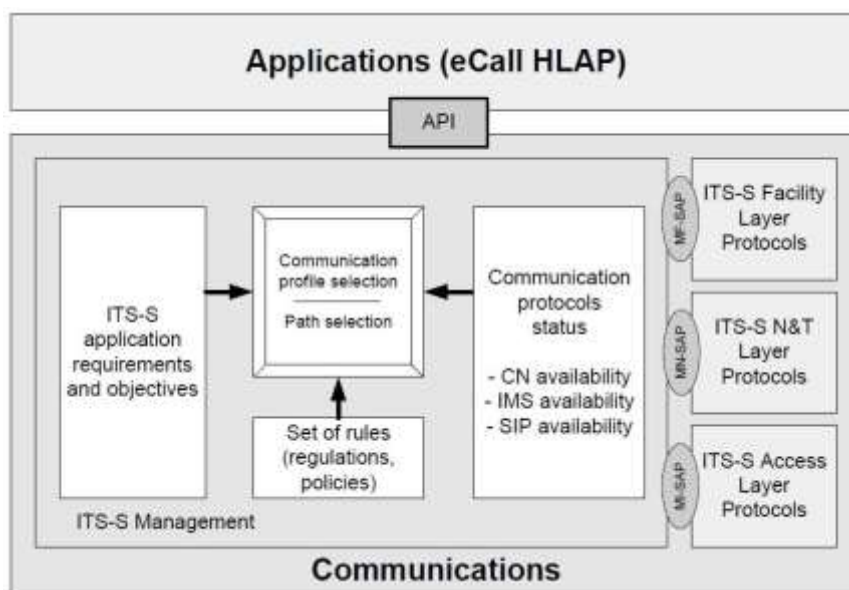 Applications (eCall HLAP)
API
ITS-S
application
requirements
and objectives
Communication
profile selection
Path selection
Set of rules
(regulations,
policies)
Communication
protocols
status
- CN availability
- IMS availability
- SIP availability
ITS-S Management
MF-SAP
ITS-S Facility
Layer
Protocols
MN-SAP
ITS-S N&T
Layer
Protocols
MI-SAP
ITS-S Access
Layer
Protocols
Communications